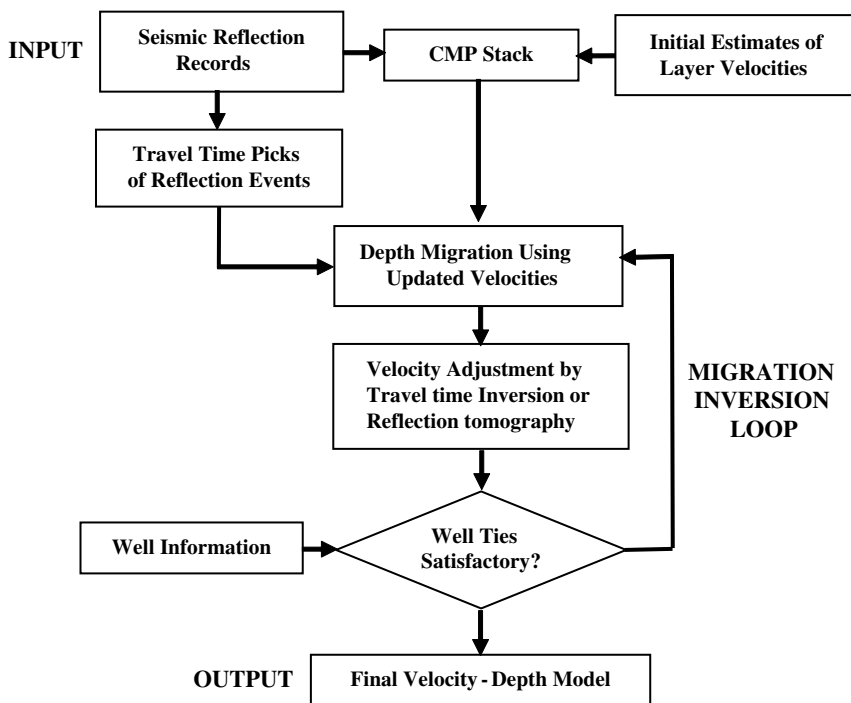 INPUT
Seismic Reflection
Records
CMP Stack
Initial Estimates of
Layer Velocities
Travel Time Picks
of Reflection Events
Depth Migration Using
Updated Velocities
Velocity Adjustment by
Travel time Inversion or
Reflection tomography
MIGRATION
INVERSION
LOOP
Well Information
Well Ties
Satisfactory?
OUTPUT
Final Velocity - Depth Model